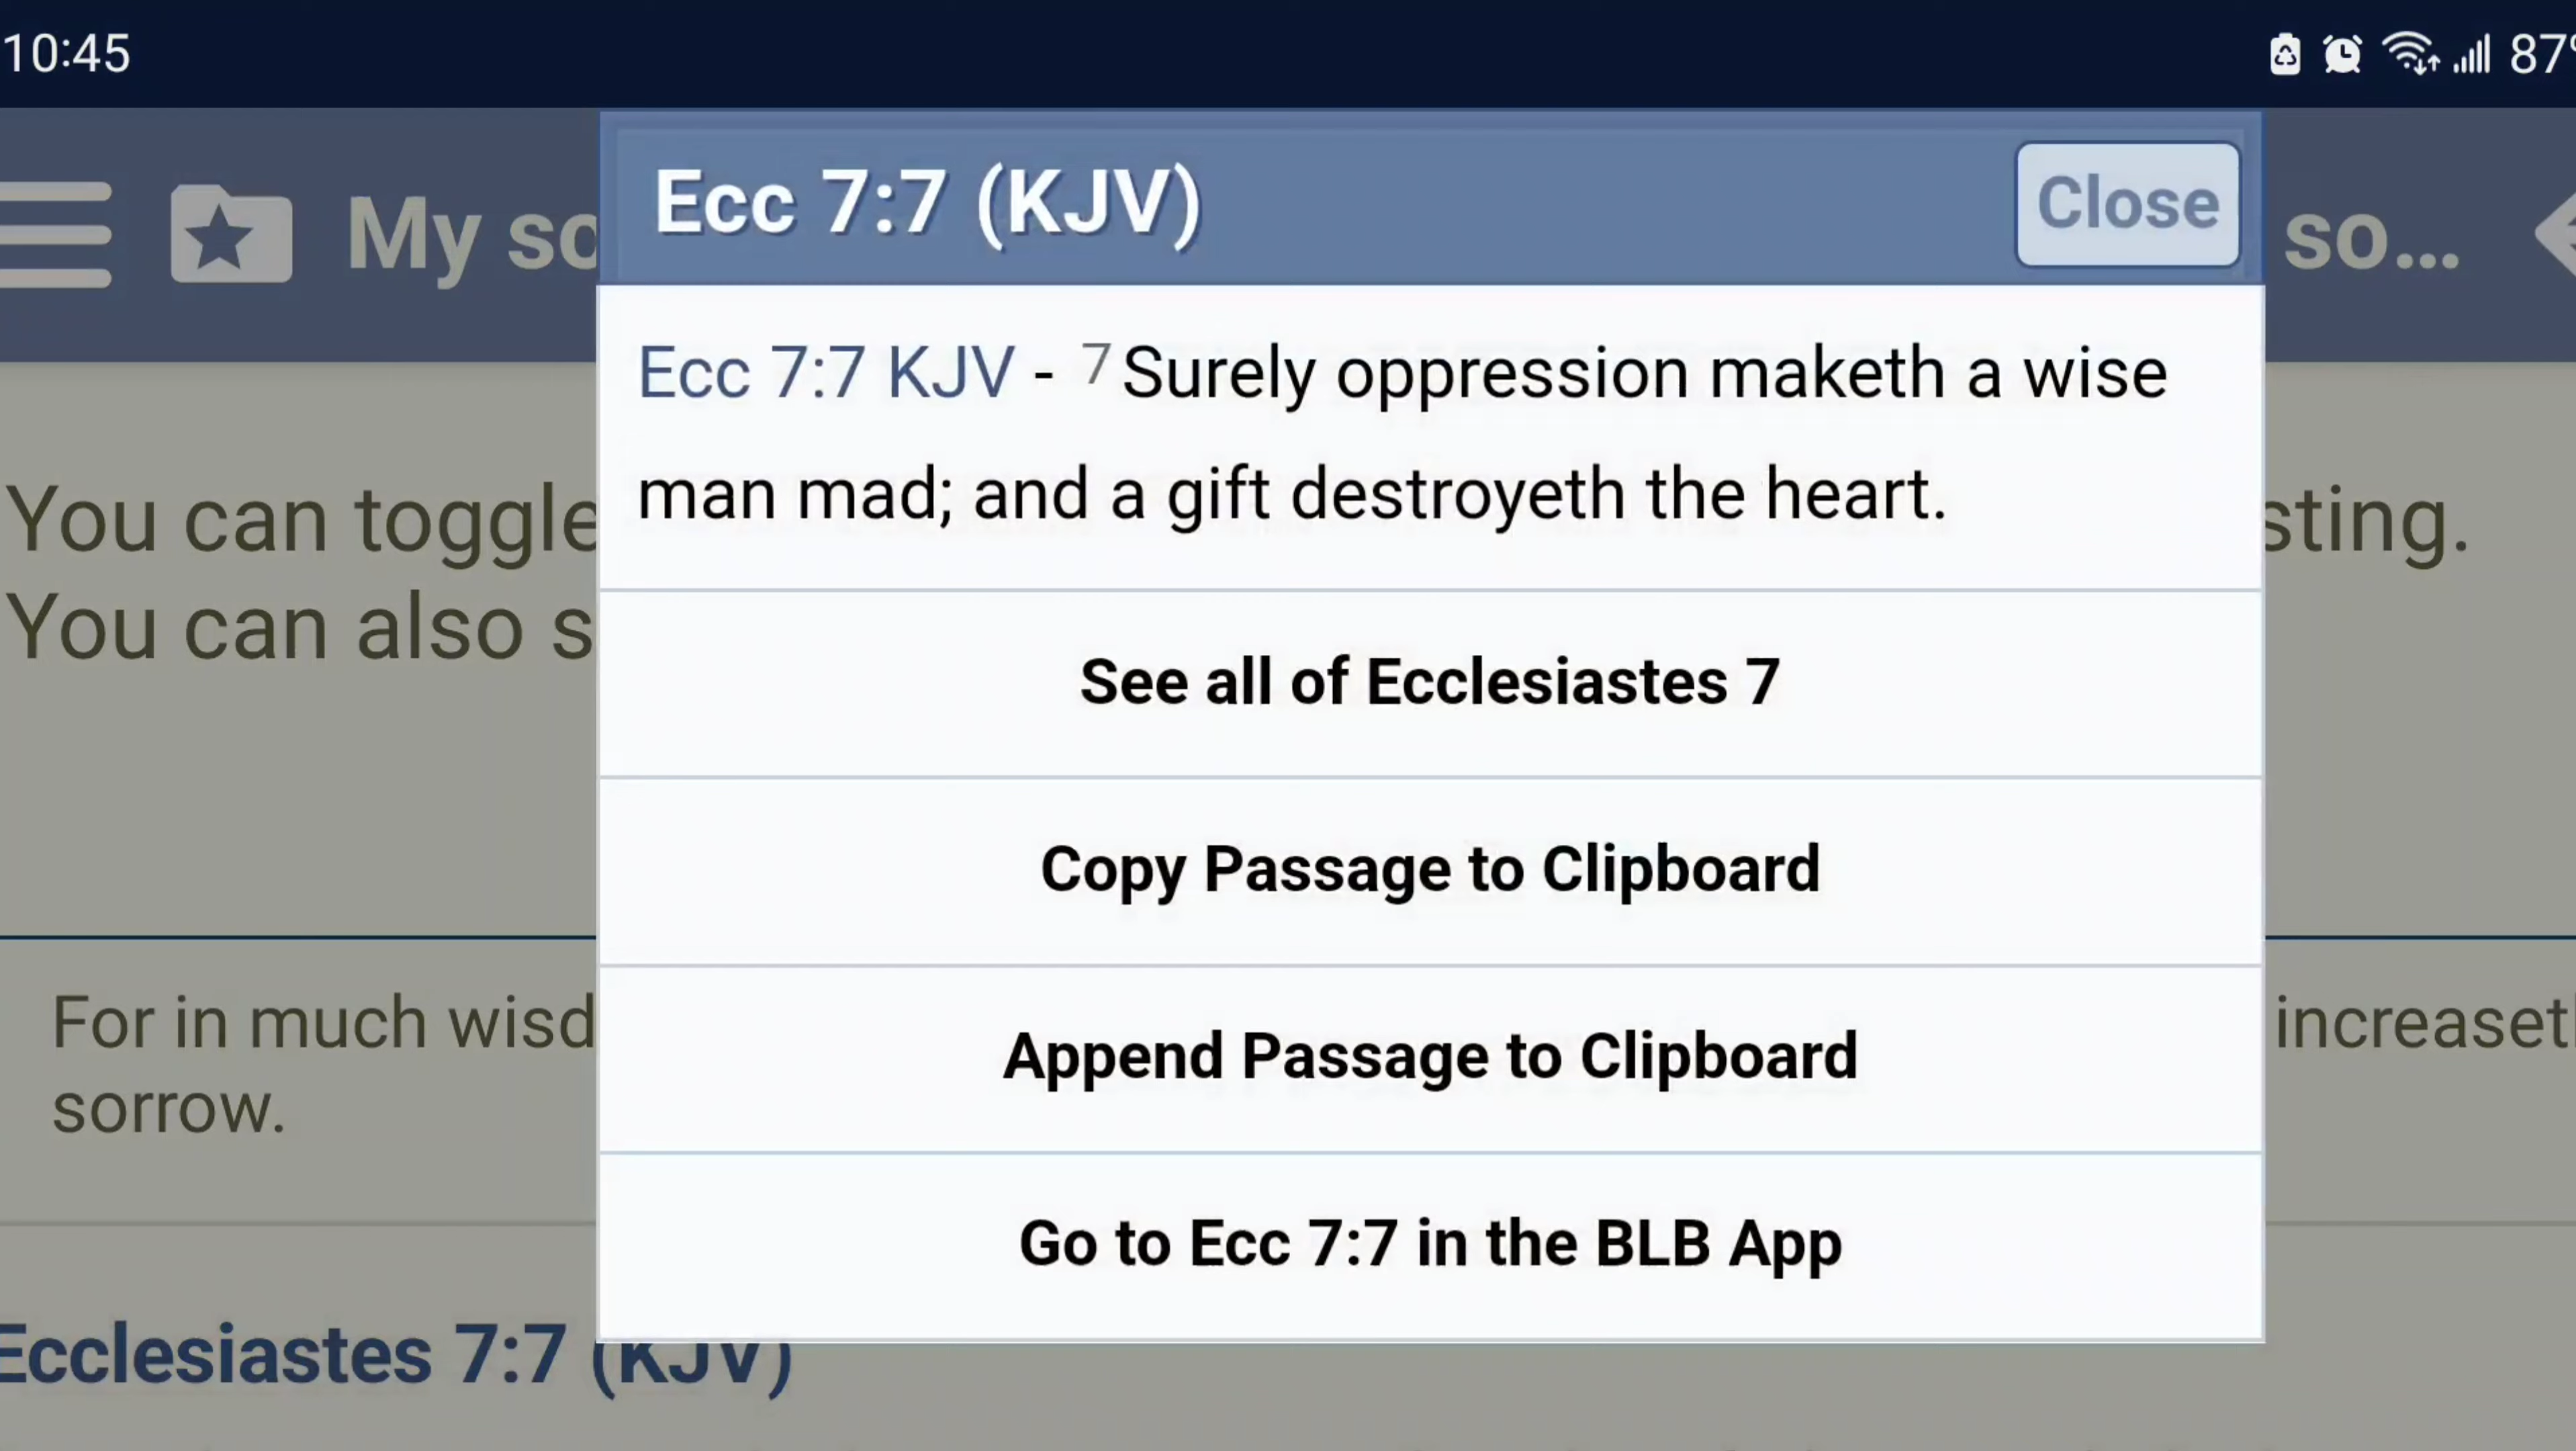 10:45
87%
My so
so...
Ecc 7:7 (KJV)
Close
Ecc 7:7 KJV - 7 Surely oppression maketh a wise
man mad; and a gift destroyeth the heart.
See all of Ecclesiastes 7
Copy Passage to Clipboard
Append Passage to Clipboard
Go to Ecc 7:7 in the BLB App
You can toggle
sting.
You can also s
For in much wisd
increaseth
sorrow.
Ecclesiastes 7:7 (KJV)